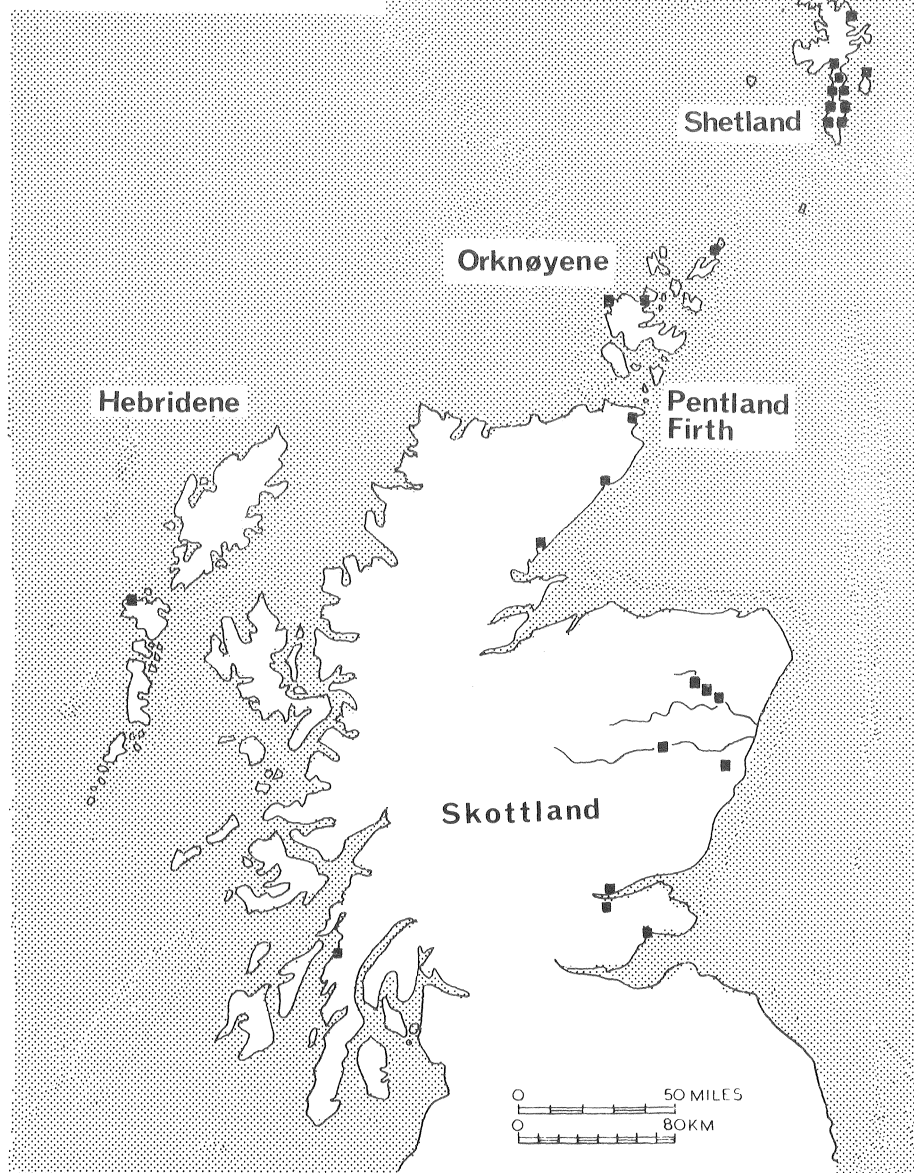 Shetland
Orknøyene
Hebridene
Pentland
Firth
Skottland
0 50 MILES
0 80KM